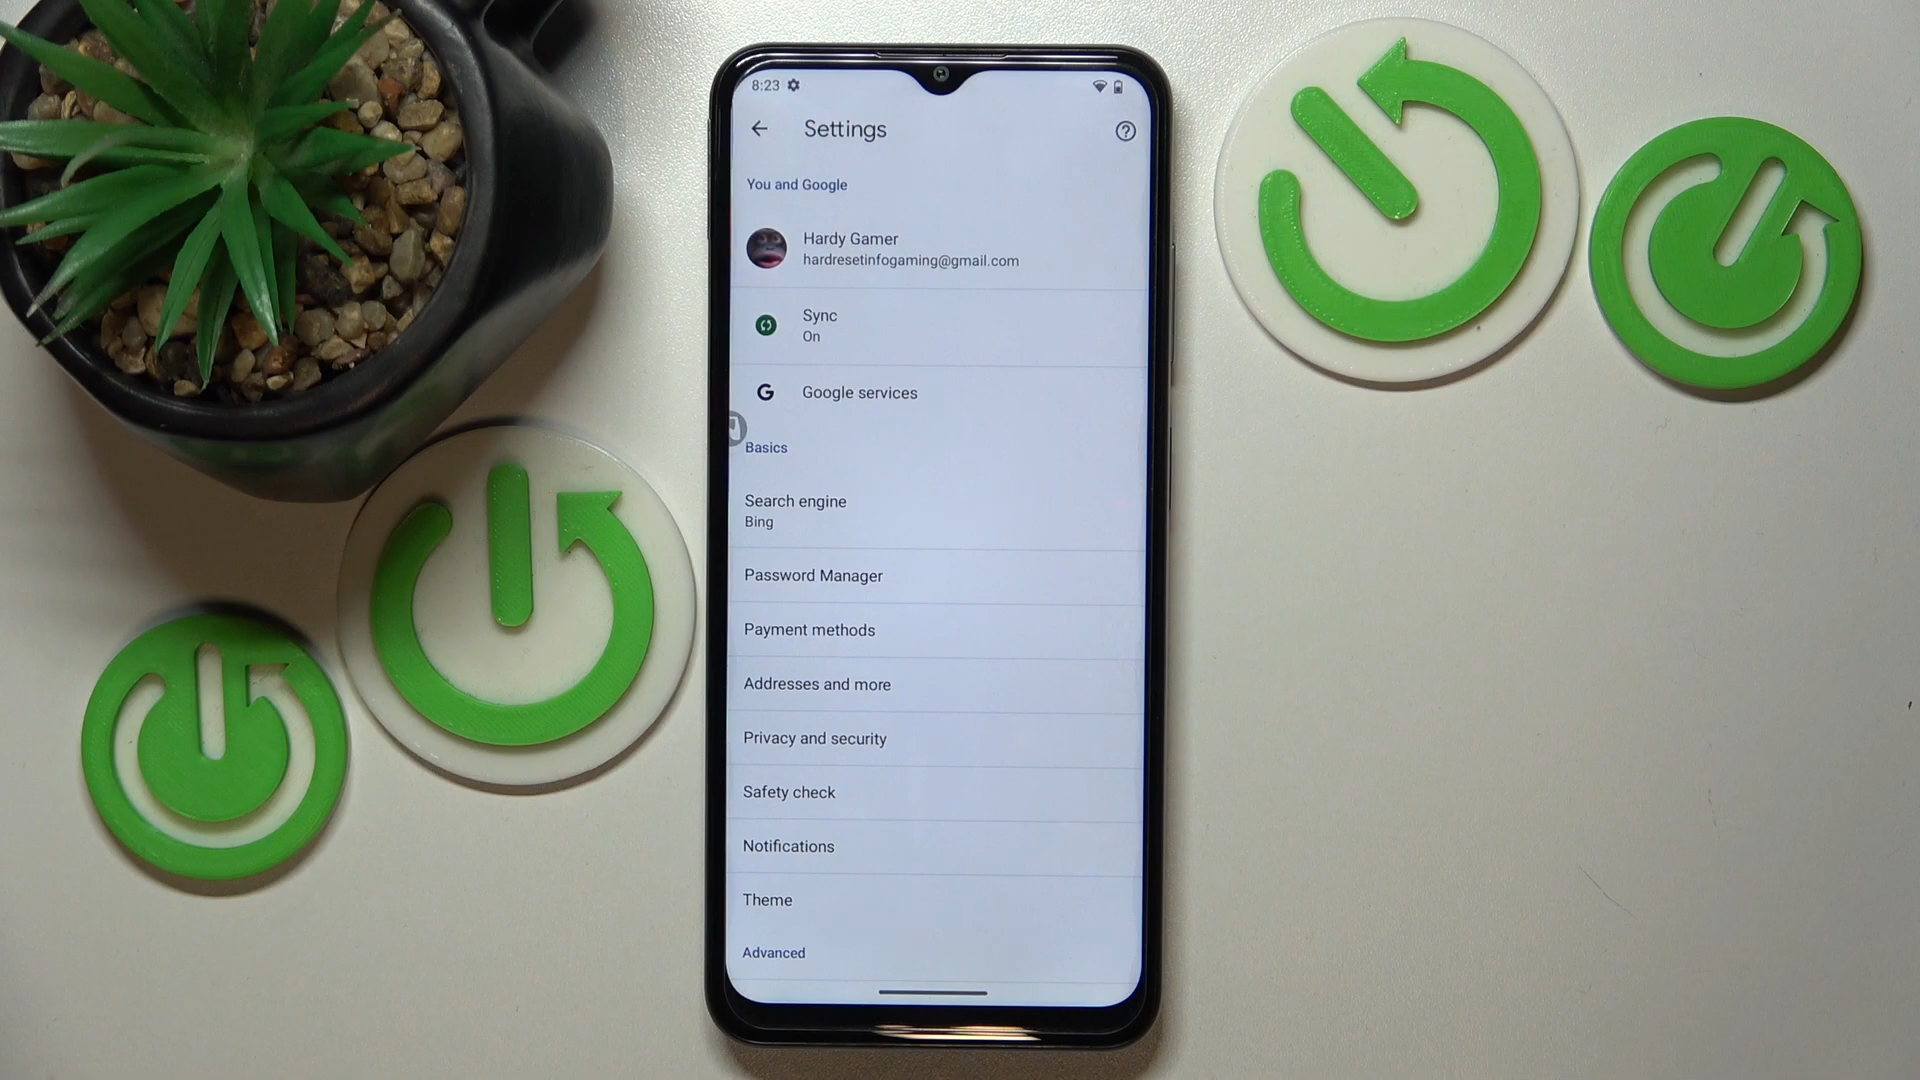 8:23
Settings
You and Google
Hardy Gamer
hardresetinfogaming@gmail.com
Sync
On
Google services
Basics
Search engine
Bing
Password Manager
Payment methods
Addresses and more
Privacy and security
Safety check
Notifications
Theme
Advanced